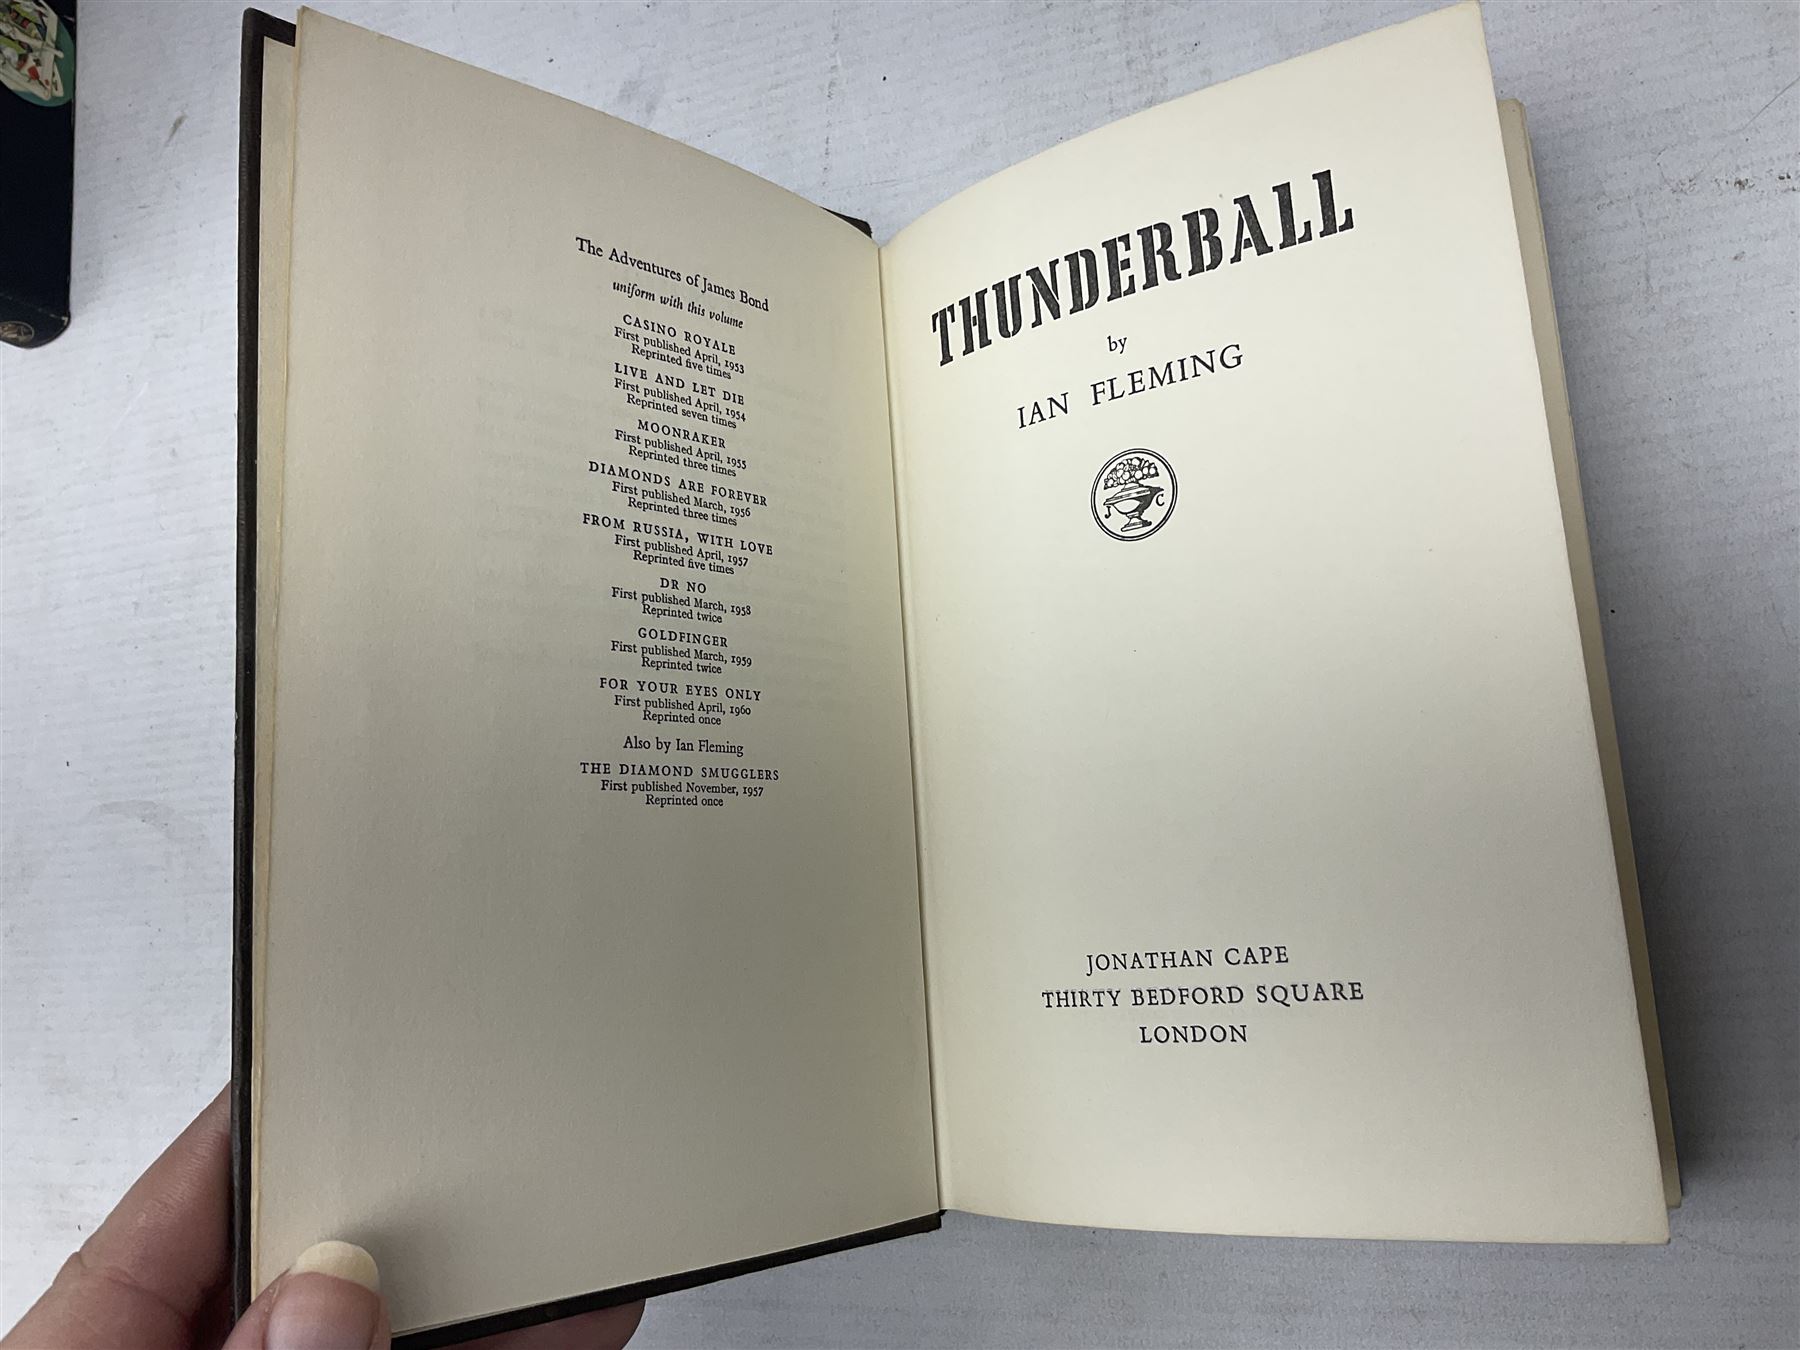 The Adventures of James Bond
uniform with this volume
CASINO ROYALE
First published April, 1953
Reprinted five times
LIVE AND LET DIE
First published April, 1954
Reprinted seven times
MOONRAKER
First published April, 1955
Reprinted three times
DIAMONDS ARE FOREVER
First published March, 1956
Reprinted three times
FROM RUSSIA, WITH LOVE
First published April, 1957
Reprinted five times
DR NO
First published March, 1958
Reprinted twice
GOLDFINGER
First published March, 1959
Reprinted twice
FOR YOUR EYES ONLY
First published April, 1960
Reprinted once
Also by Ian Fleming
THE DIAMOND SMUGGLERS
First published November, 1957
Reprinted once
THUNDERBALL
by
IAN FLEMING
J C
JONATHAN CAPE
THIRTY BEDFORD SQUARE
LONDON